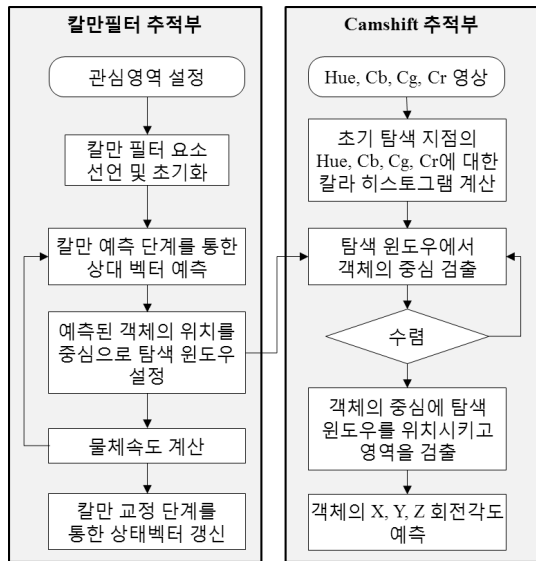 칼만필터 추적부
관심영역 설정
칼만 필터 요소
선언 및 초기화
칼만 예측 단계를 통한
상대 벡터 예측
예측된 객체의 위치를
중심으로 탐색 윈도우
설정
물체속도 계산
칼만 교정 단계를
통한 상태벡터 갱신
Camshift 추적부
Hue, Cb, Cg, Cr 영상
초기 탐색 지점의
Hue, Cb, Cg, Cr에 대한
칼라 히스토그램 계산
탐색 윈도우에서
객체의 중심 검출
수렴
객체의 중심에 탐색
윈도우를 위치시키고
영역을 검출
객체의 X, Y, Z 회전각도
예측